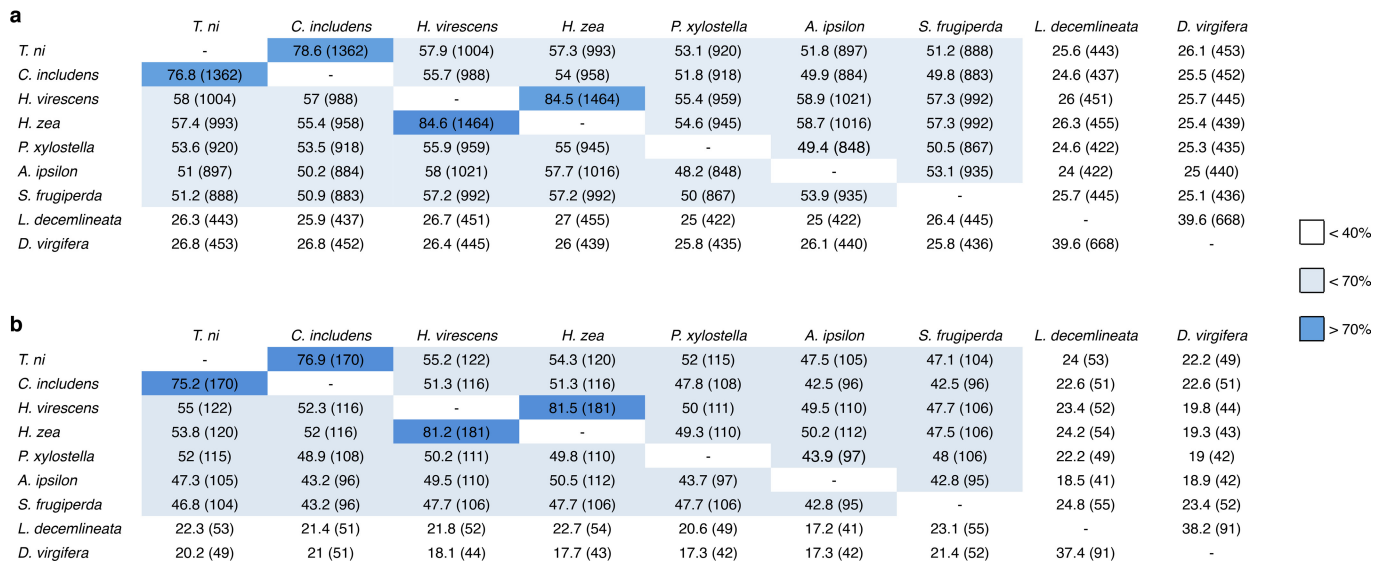 a
T. ni C. includens H. virescens H. zea P. xylostella A. ipsilon S. frugiperda L. decemlineata D. virgifera
T. ni - 78.6 (1362) 57.9 (1004) 57.3 (993) 53.1 (920) 51.8 (897) 51.2 (888) 25.6 (443) 26.1 (453)
C. includens 76.8 (1362) - 55.7 (988) 54 (958) 51.8 (918) 49.9 (884) 49.8 (883) 24.6 (437) 25.5 (452)
H. virescens 58 (1004) 57 (988) - 84.5 (1464) 55.4 (959) 58.9 (1021) 57.3 (992) 26 (451) 25.7 (445)
H. zea 57.4 (993) 55.4 (958) 84.6 (1464) - 54.6 (945) 58.7 (1016) 57.3 (992) 26.3 (455) 25.4 (439)
P. xylostella 53.6 (920) 53.5 (918) 55.9 (959) 55 (945) - 49.4 (848) 50.5 (867) 24.6 (422) 25.3 (435)
A. ipsilon 51 (897) 50.2 (884) 58 (1021) 57.7 (1016) 48.2 (848) - 53.1 (935) 24 (422) 25 (440)
S. frugiperda 51.2 (888) 50.9 (883) 57.2 (992) 57.2 (992) 50 (867) 53.9 (935) - 25.7 (445) 25.1 (436)
L. decemlineata 26.3 (443) 25.9 (437) 26.7 (451) 27 (455) 25 (422) 25 (422) 26.4 (445) - 39.6 (668)
D. virgifera 26.8 (453) 26.8 (452) 26.4 (445) 26 (439) 25.8 (435) 26.1 (440) 25.8 (436) 39.6 (668) -
< 40%
< 70%
> 70%
b
T. ni C. includens H. virescens H. zea P. xylostella A. ipsilon S. frugiperda L. decemlineata D. virgifera
T. ni - 76.9 (170) 55.2 (122) 54.3 (120) 52 (115) 47.5 (105) 47.1 (104) 24 (53) 22.2 (49)
C. includens 75.2 (170) - 51.3 (116) 51.3 (116) 47.8 (108) 42.5 (96) 42.5 (96) 22.6 (51) 22.6 (51)
H. virescens 55 (122) 52.3 (116) - 81.5 (181) 50 (111) 49.5 (110) 47.7 (106) 23.4 (52) 19.8 (44)
H. zea 53.8 (120) 52 (116) 81.2 (181) - 49.3 (110) 50.2 (112) 47.5 (106) 24.2 (54) 19.3 (43)
P. xylostella 52 (115) 48.9 (108) 50.2 (111) 49.8 (110) - 43.9 (97) 48 (106) 22.2 (49) 19 (42)
A. ipsilon 47.3 (105) 43.2 (96) 49.5 (110) 50.5 (112) 43.7 (97) - 42.8 (95) 18.5 (41) 18.9 (42)
S. frugiperda 46.8 (104) 43.2 (96) 47.7 (106) 47.7 (106) 47.7 (106) 42.8 (95) - 24.8 (55) 23.4 (52)
L. decemlineata 22.3 (53) 21.4 (51) 21.8 (52) 22.7 (54) 20.6 (49) 17.2 (41) 23.1 (55) - 38.2 (91)
D. virgifera 20.2 (49) 21 (51) 18.1 (44) 17.7 (43) 17.3 (42) 17.3 (42) 21.4 (52) 37.4 (91) -